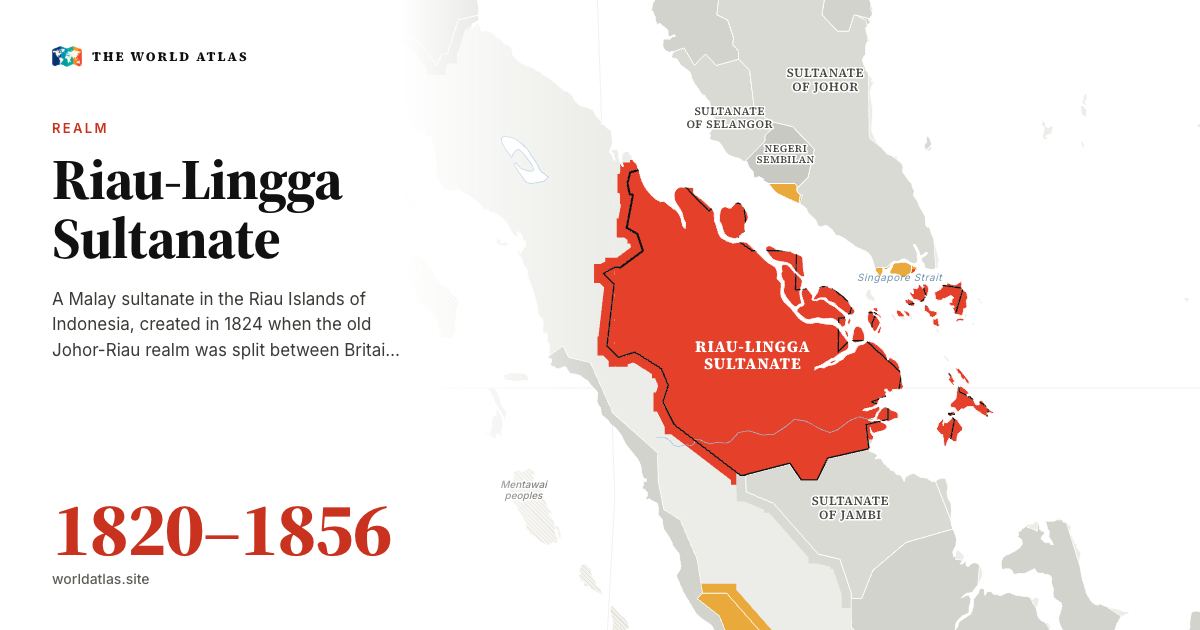 THE WORLD ATLAS
REALM
Riau-Lingga
Sultanate
A Malay sultanate in the Riau Islands of
Indonesia, created in 1824 when the old
Johor-Riau realm was split between Britai...
1820–1856
worldatlas.site
SULTANATE
OF JOHOR
SULTANATE
OF SELANGOR
NEGERI
SEMBILAN
Singapore Strait
RIAU-LINGGA
SULTANATE
Mentawai
peoples
SULTANATE
OF JAMBI